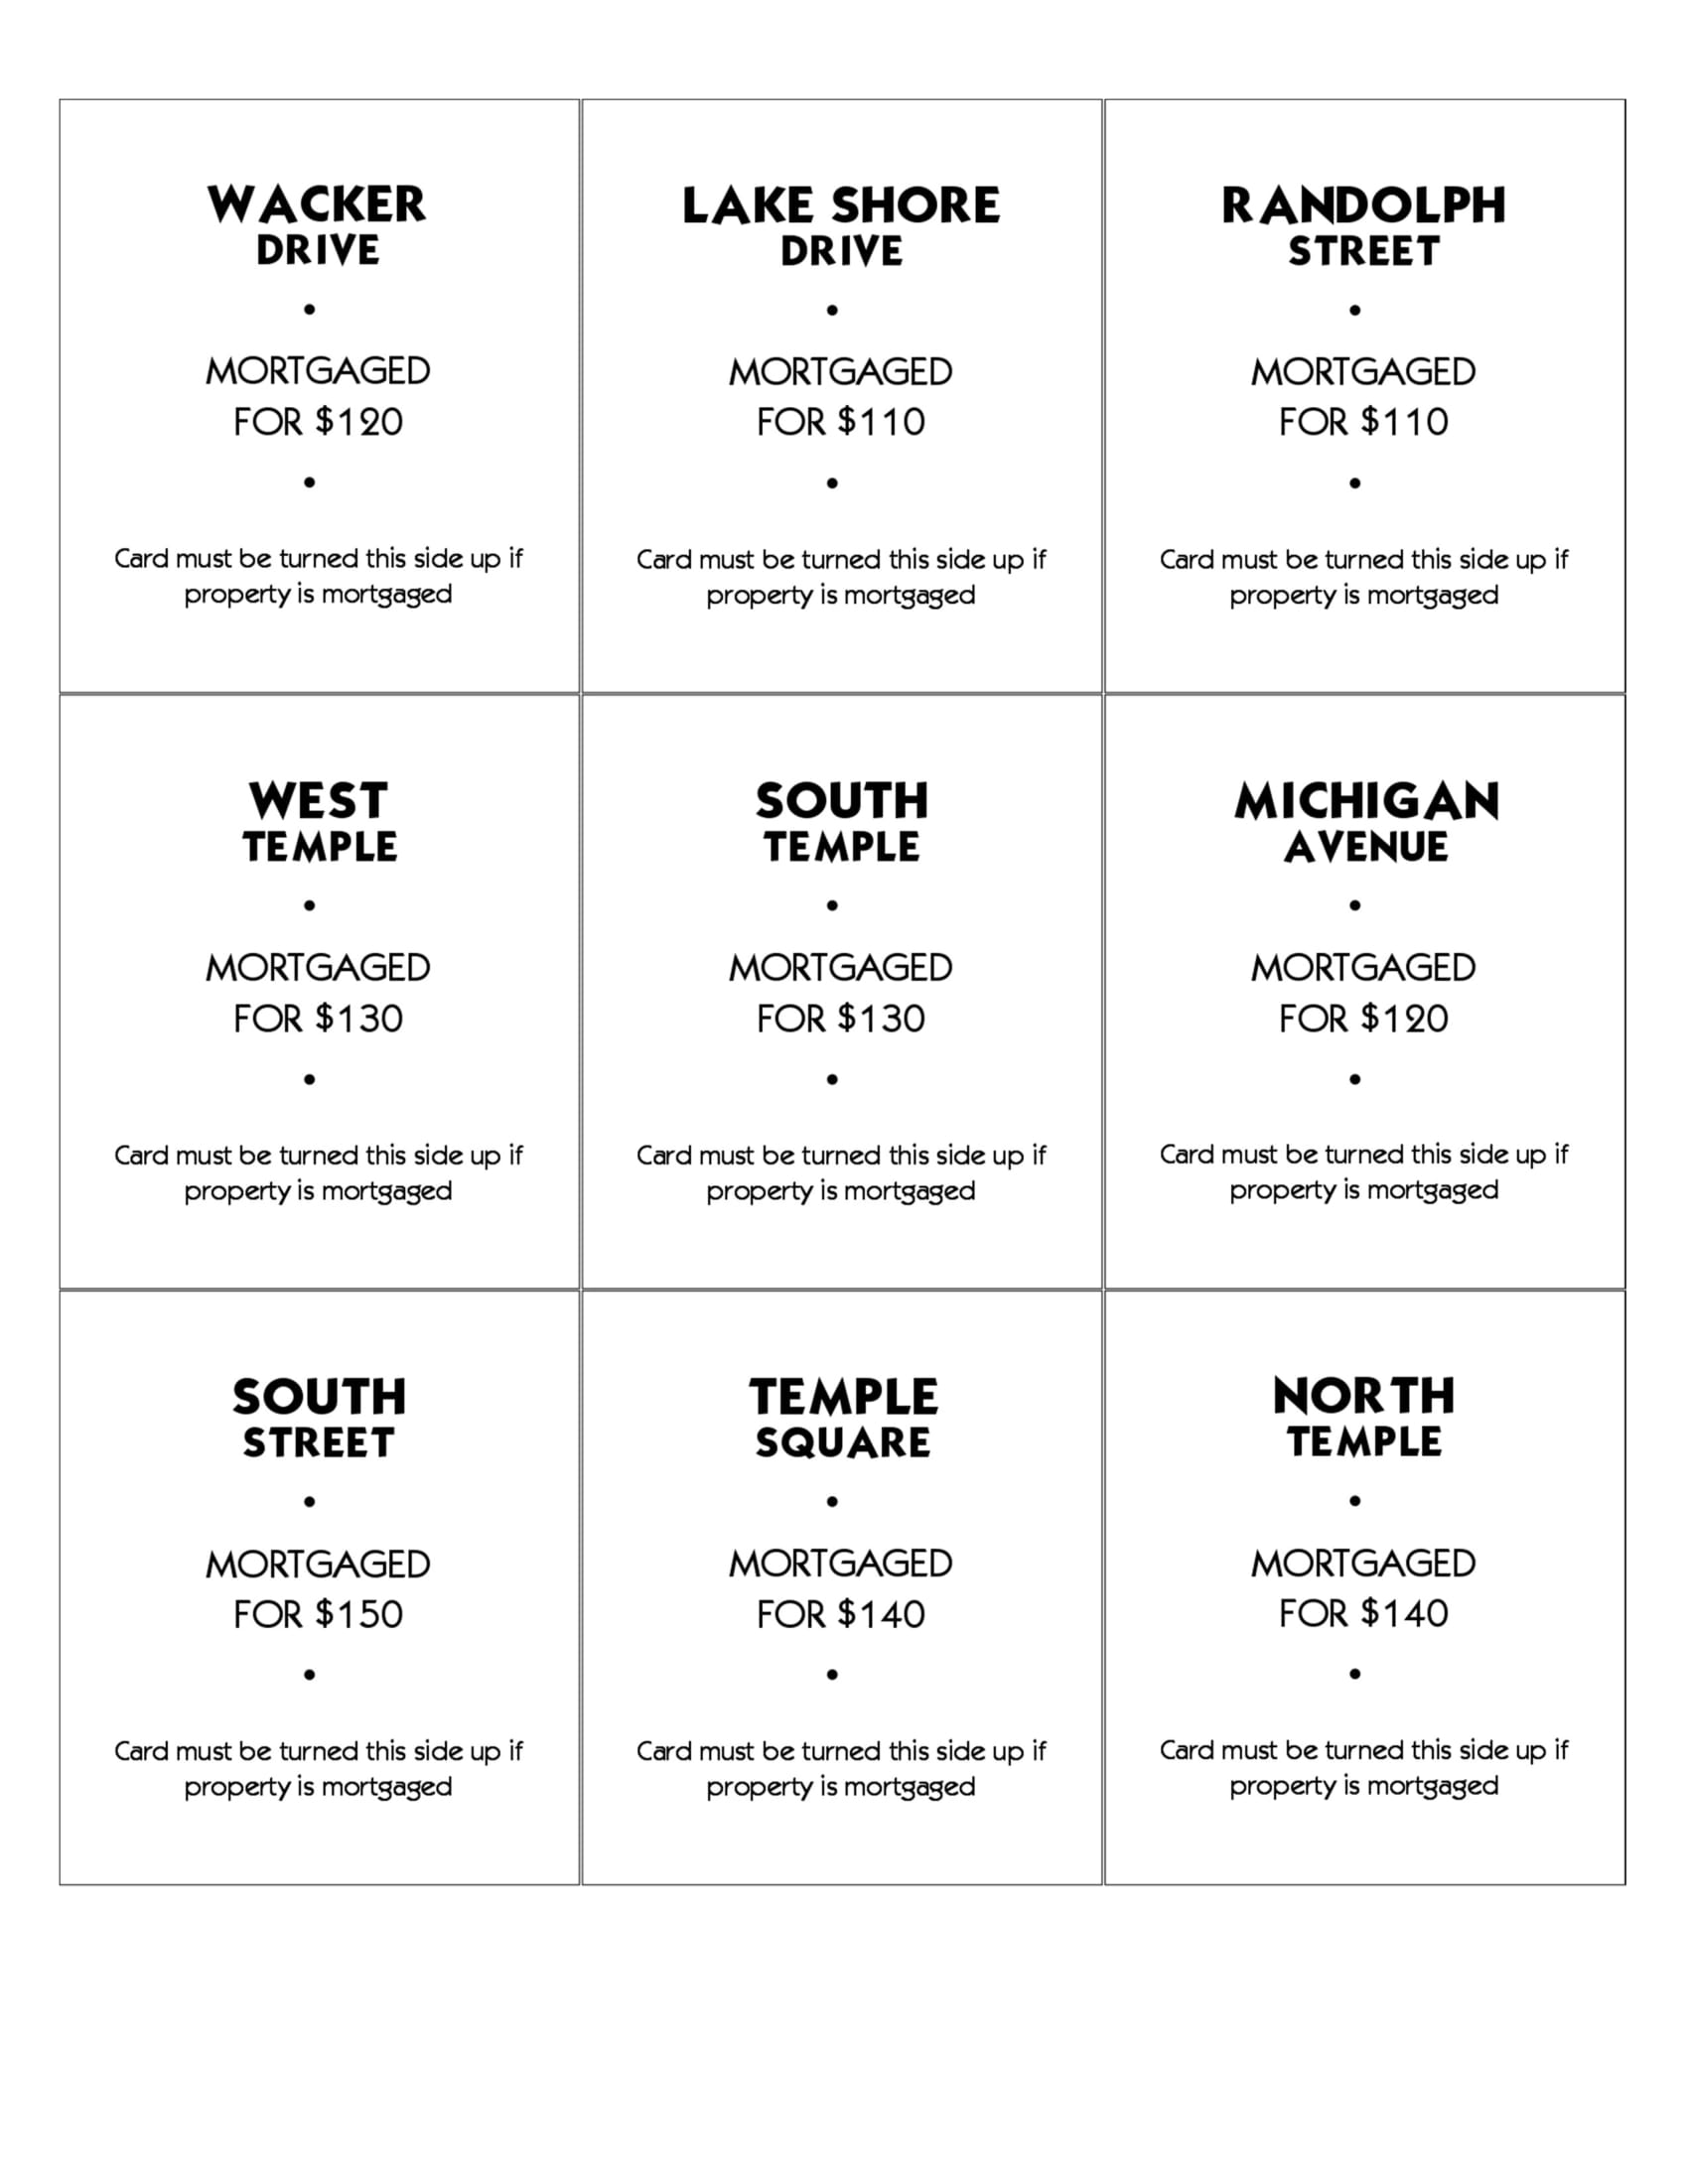 WACKER
DRIVE
•
MORTGAGED
FOR $120
•
Card must be turned this side up if
property is mortgaged
LAKE SHORE
DRIVE
•
MORTGAGED
FOR $110
•
Card must be turned this side up if
property is mortgaged
RANDOLPH
STREET
•
MORTGAGED
FOR $110
•
Card must be turned this side up if
property is mortgaged
WEST
TEMPLE
•
MORTGAGED
FOR $130
•
Card must be turned this side up if
property is mortgaged
SOUTH
TEMPLE
•
MORTGAGED
FOR $130
•
Card must be turned this side up if
property is mortgaged
MICHIGAN
AVENUE
•
MORTGAGED
FOR $120
•
Card must be turned this side up if
property is mortgaged
SOUTH
STREET
•
MORTGAGED
FOR $150
•
Card must be turned this side up if
property is mortgaged
TEMPLE
SQUARE
•
MORTGAGED
FOR $140
•
Card must be turned this side up if
property is mortgaged
NORTH
TEMPLE
•
MORTGAGED
FOR $140
•
Card must be turned this side up if
property is mortgaged